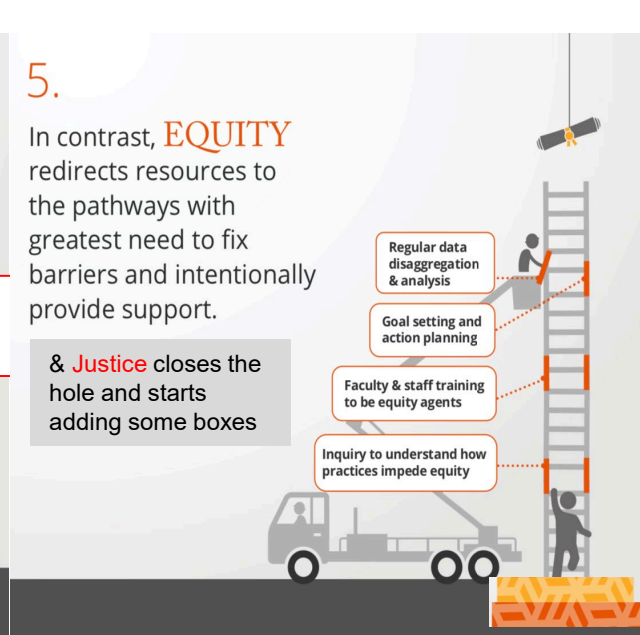 5.
In contrast, EQUITY
redirects resources to
the pathways with
greatest need to fix
barriers and intentionally
provide support.
& Justice closes the
hole and starts
adding some boxes
Regular data
disaggregation
& analysis
Goal setting and
action planning
Faculty & staff training
to be equity agents
Inquiry to understand how
practices impede equity